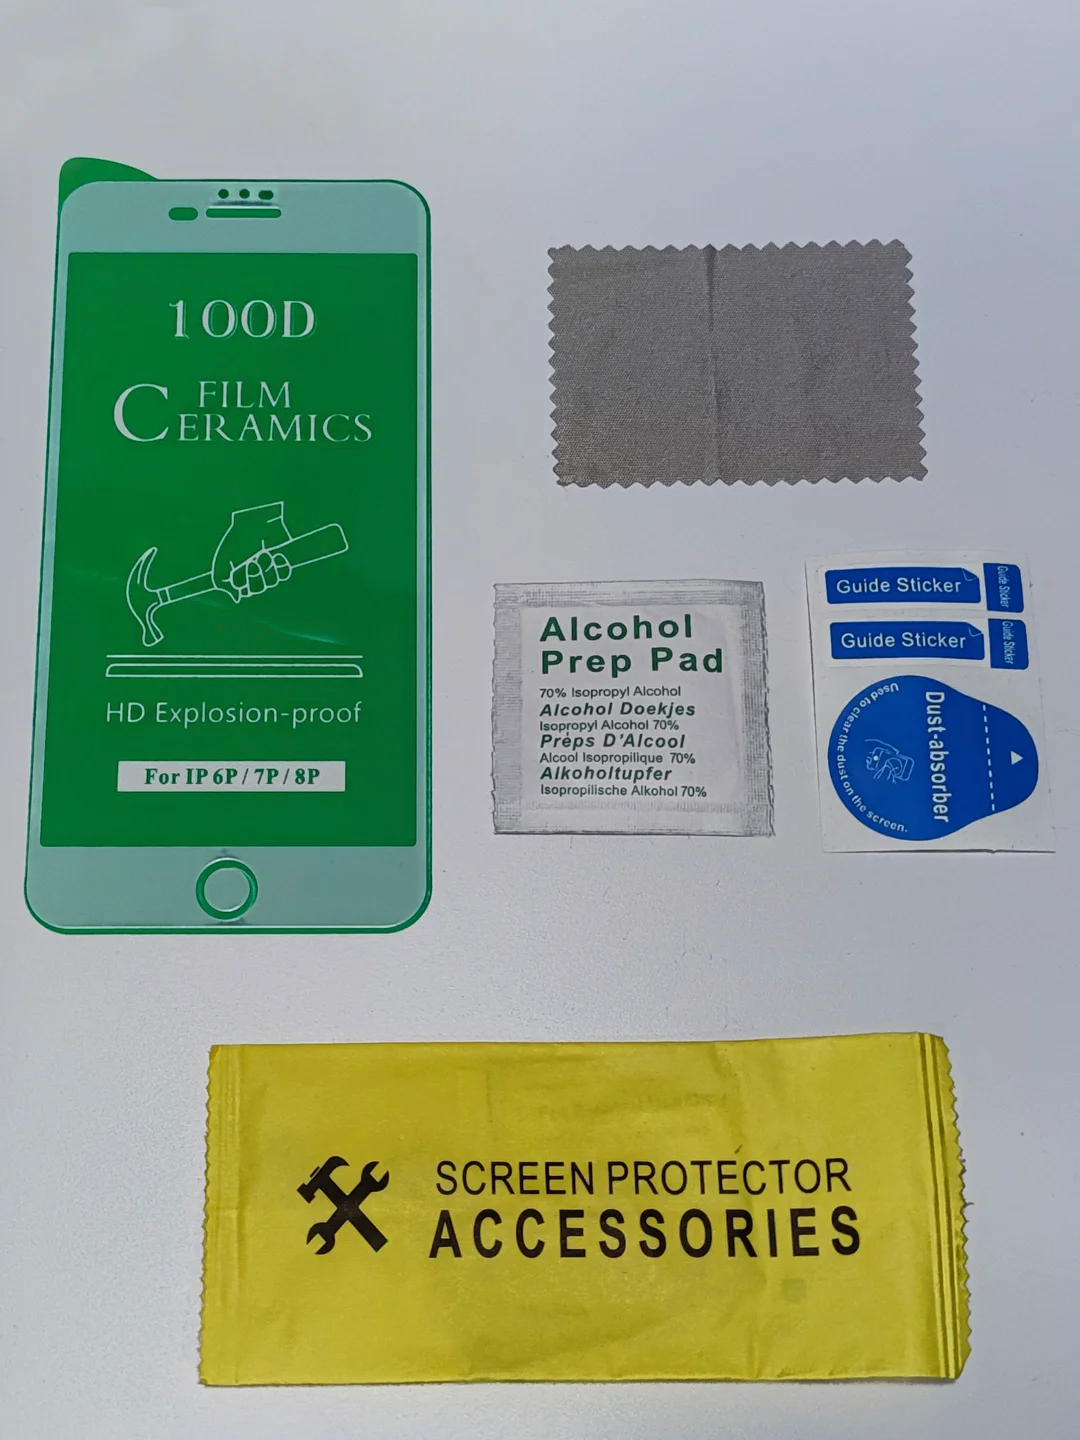 100D
FILM
CERAMICS
HD Explosion-proof
For IP 6P / 7P / 8P
Alcohol
Prep Pad
70% Isopropyl Alcohol
Alcohol Doekjes
Isopropyl Alcohol 70%
Prèps D'Alcool
Alcool Isopropilique 70%
Alkoholtupfer
Isopropilische Alkohol 70%
Guide Sticker
Guide Sticker
Guide Sticker
Guide Sticker
Dust-absorber
Used to clear the dust on the screen.
SCREEN PROTECTOR
ACCESSORIES